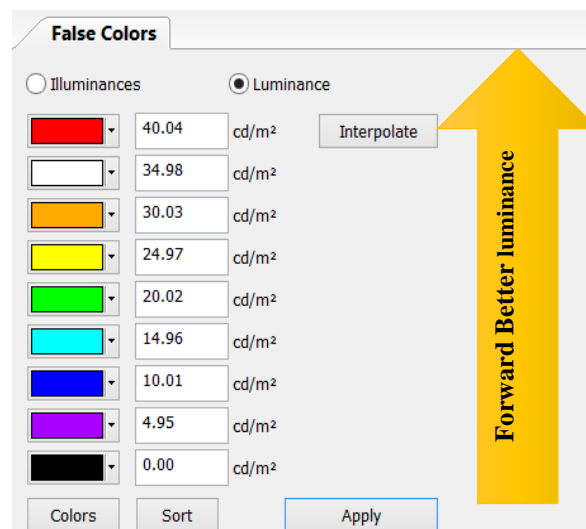 False Colors
Illuminances
Luminance
40.04 cd/m²
Interpolate
34.98 cd/m²
30.03 cd/m²
24.97 cd/m²
20.02 cd/m²
14.96 cd/m²
10.01 cd/m²
4.95 cd/m²
0.00 cd/m²
Forward Better luminance
Colors
Sort
Apply